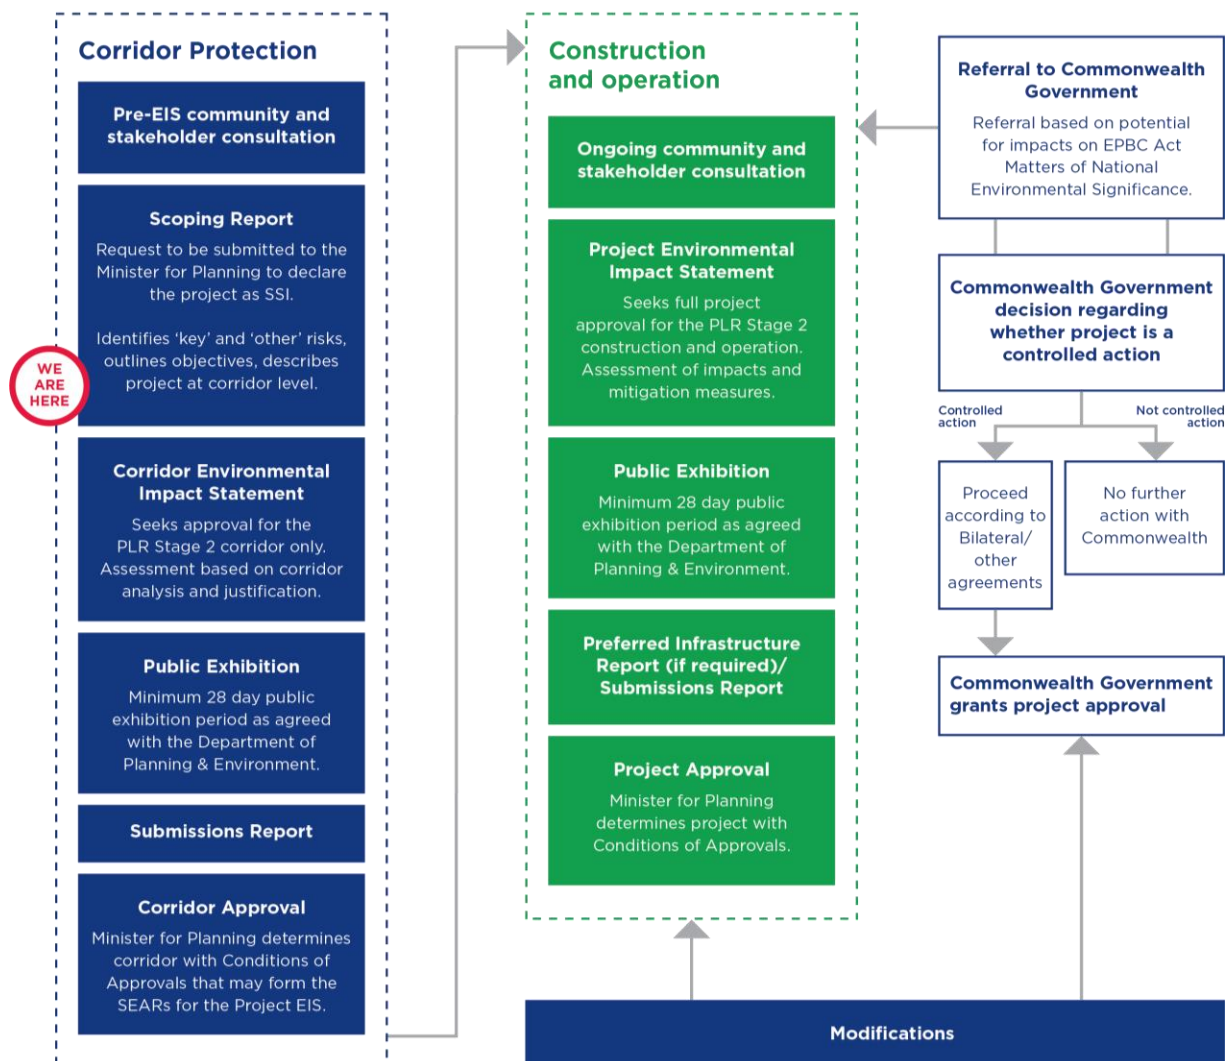 Corridor Protection
Pre-EIS community and
stakeholder consultation
Scoping Report
Request to be submitted to the
Minister for Planning to declare
the project as SSI.
Identifies ‘key’ and ‘other’ risks,
outlines objectives, describes
project at corridor level.
WE
ARE
HERE
Corridor Environmental
Impact Statement
Seeks approval for the
PLR Stage 2 corridor only.
Assessment based on corridor
analysis and justification.
Public Exhibition
Minimum 28 day public
exhibition period as agreed
with the Department of
Planning & Environment.
Submissions Report
Corridor Approval
Minister for Planning determines
corridor with Conditions of
Approvals that may form the
SEARs for the Project EIS.
Construction
and operation
Ongoing community and
stakeholder consultation
Project Environmental
Impact Statement
Seeks full project
approval for the PLR Stage 2
construction and operation.
Assessment of impacts and
mitigation measures.
Public Exhibition
Minimum 28 day public
exhibition period as agreed
with the Department of
Planning & Environment.
Preferred Infrastructure
Report (if required)/
Submissions Report
Project Approval
Minister for Planning
determines project with
Conditions of Approvals.
Referral to Commonwealth
Government
Referral based on potential
for impacts on EPBC Act
Matters of National
Environmental Significance.
Commonwealth Government
decision regarding
whether project is a
controlled action
Controlled
action
Not controlled
action
Proceed
according to
Bilateral/
other
agreements
No further
action with
Commonwealth
Commonwealth Government
grants project approval
Modifications